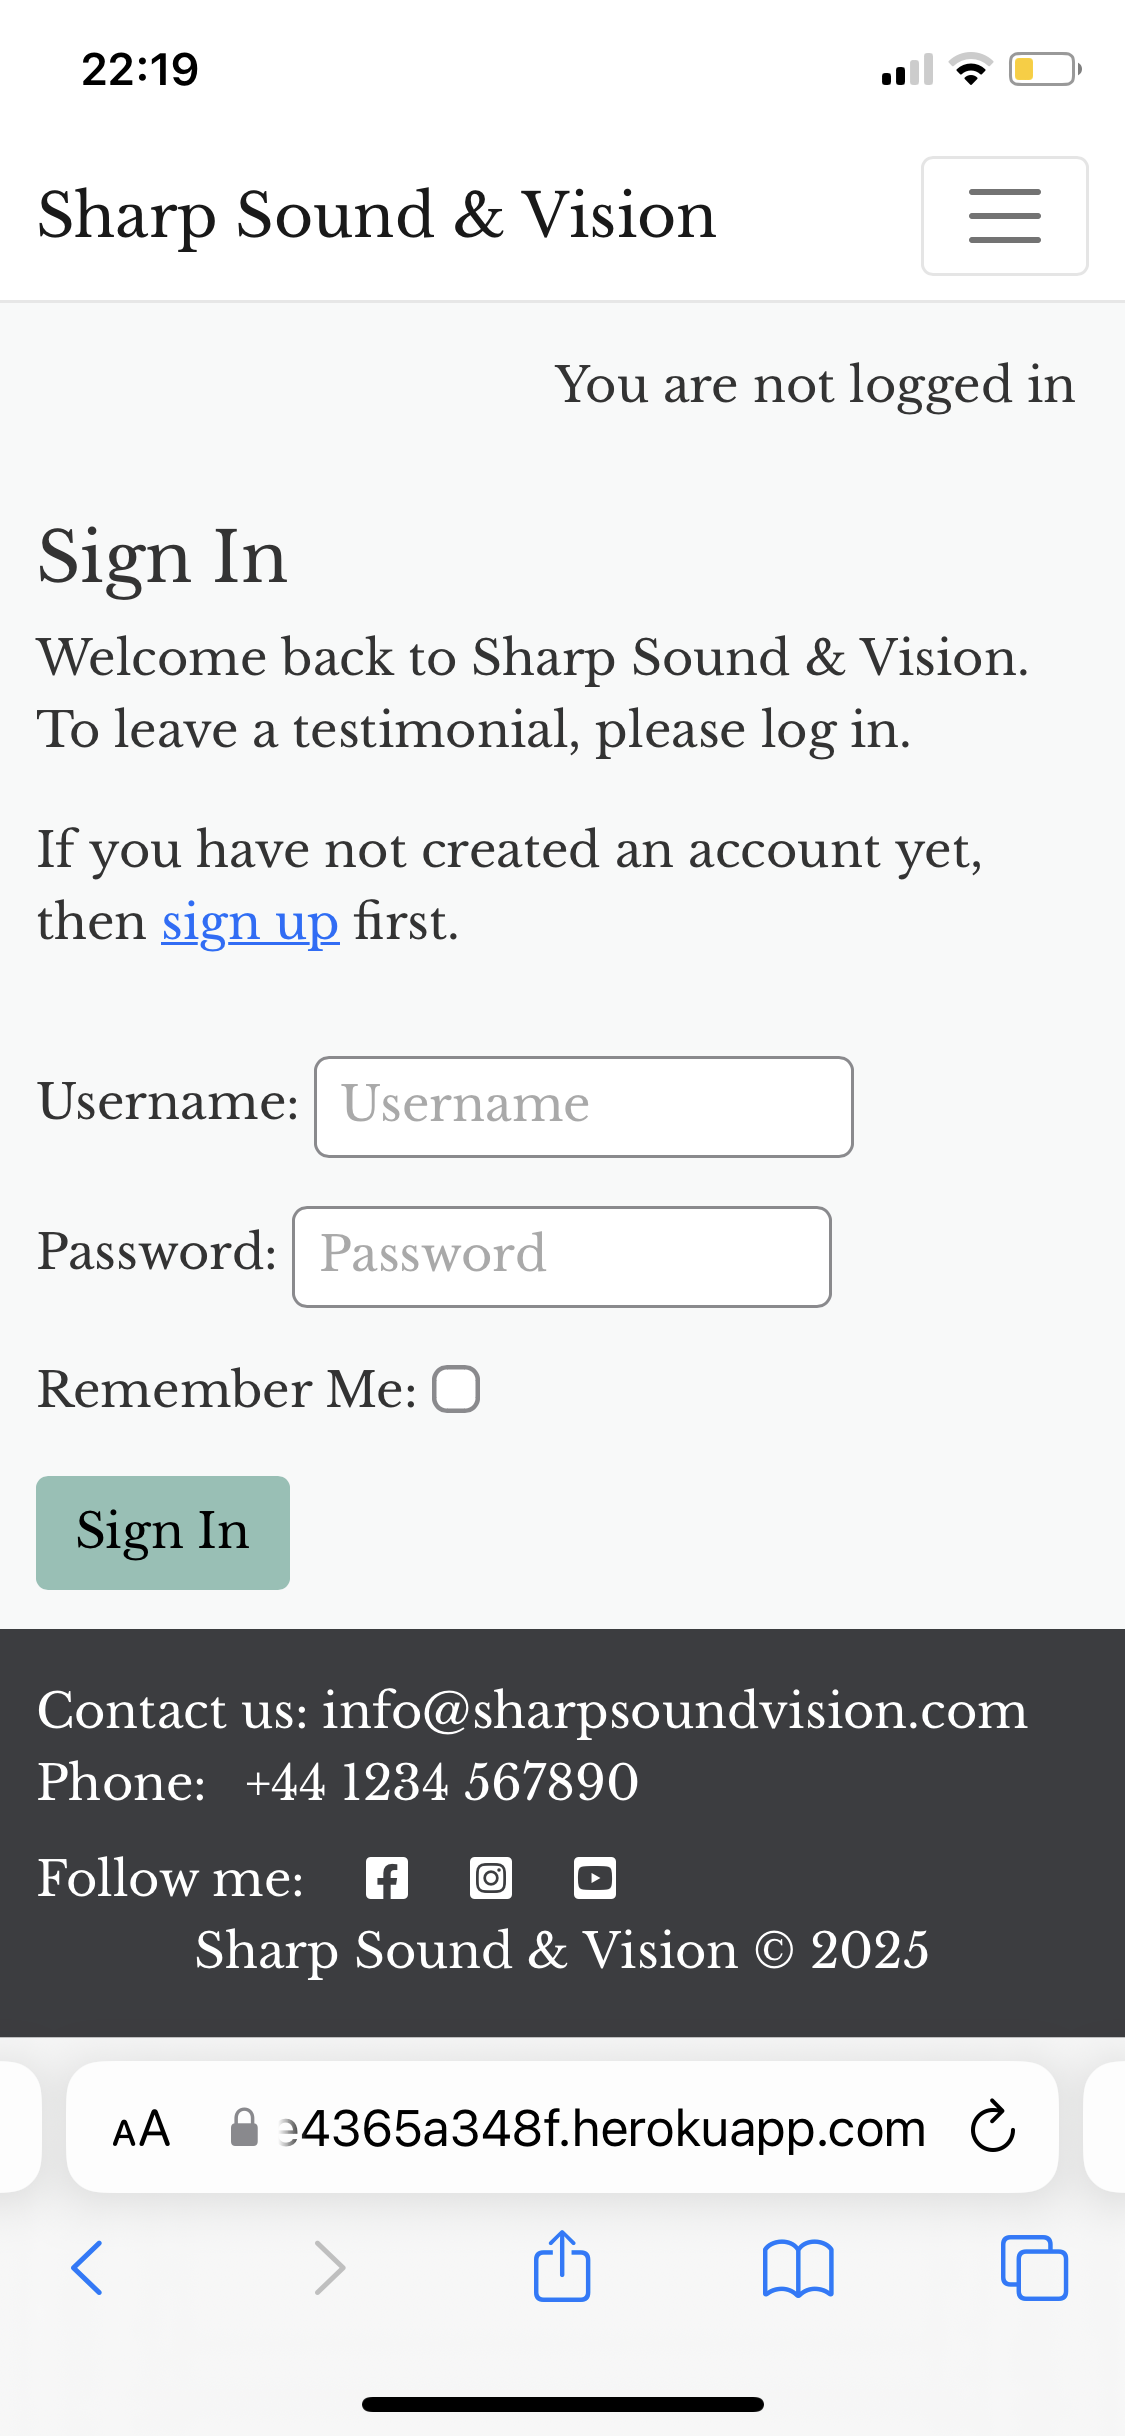 22:19
Sharp Sound & Vision
You are not logged in
Sign In
Welcome back to Sharp Sound & Vision.
To leave a testimonial, please log in.
If you have not created an account yet,
then sign up first.
Username: Username
Password: Password
Remember Me:
Sign In
Contact us: info@sharpsoundvision.com
Phone: +44 1234 567890
Follow me:
Sharp Sound & Vision © 2025
AA e4365a348f.herokuapp.com